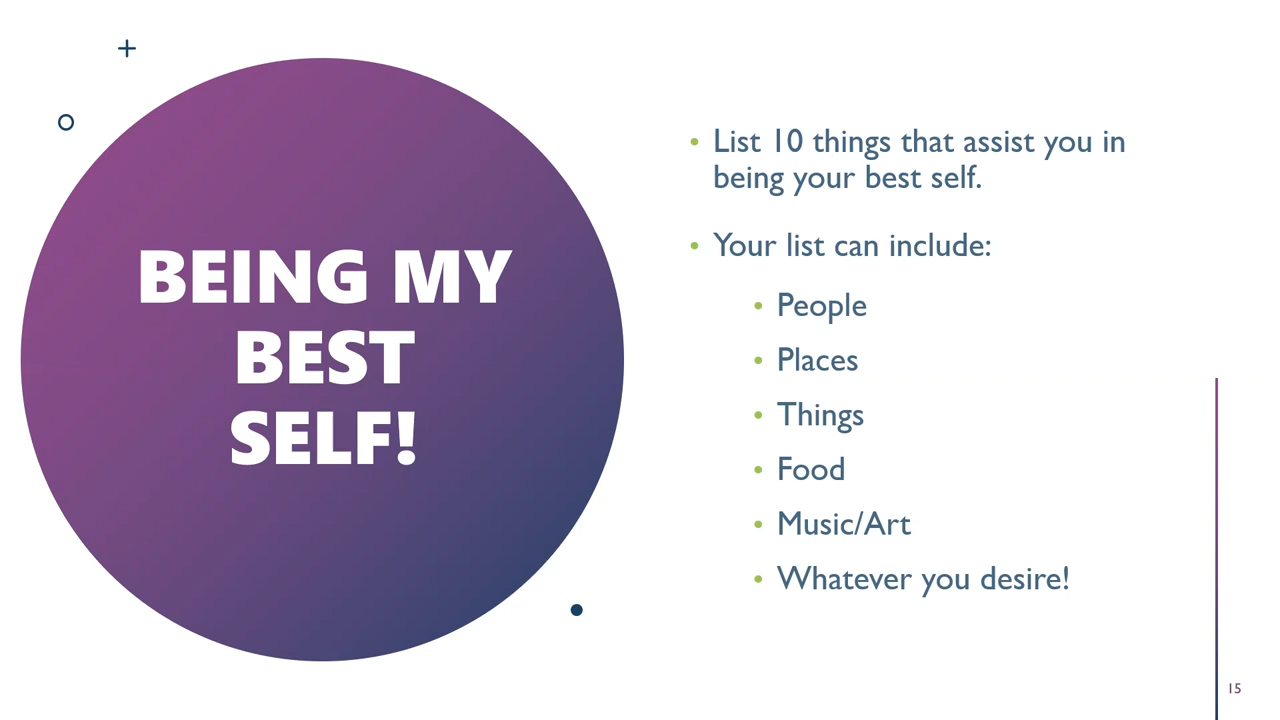 BEING MY
BEST
SELF!
• List 10 things that assist you in
being your best self.
• Your list can include:
• People
• Places
• Things
• Food
• Music/Art
• Whatever you desire!
15